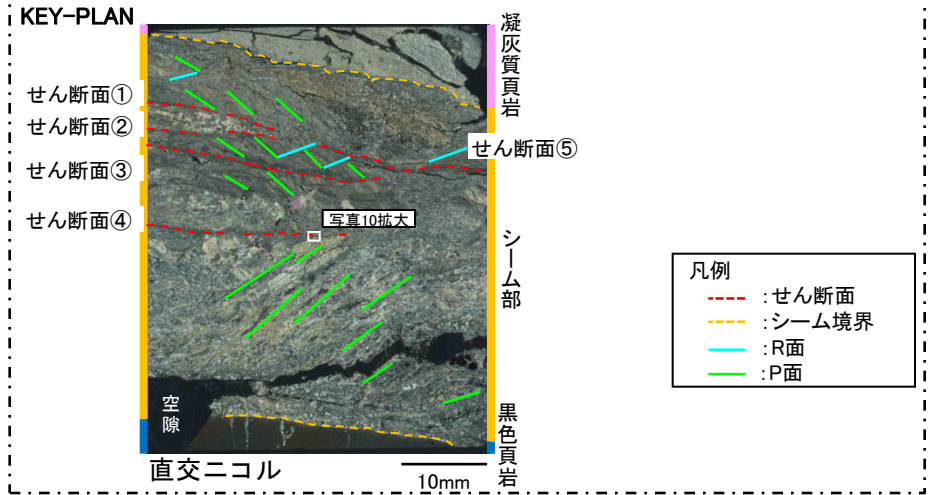 KEY-PLAN
凝灰質頁岩
せん断面①
せん断面②
せん断面③
せん断面④
せん断面⑤
写真10拡大
シーム部
空隙
黒色頁岩
直交ニコル
10mm
凡例
:せん断面
:シーム境界
:R面
:P面